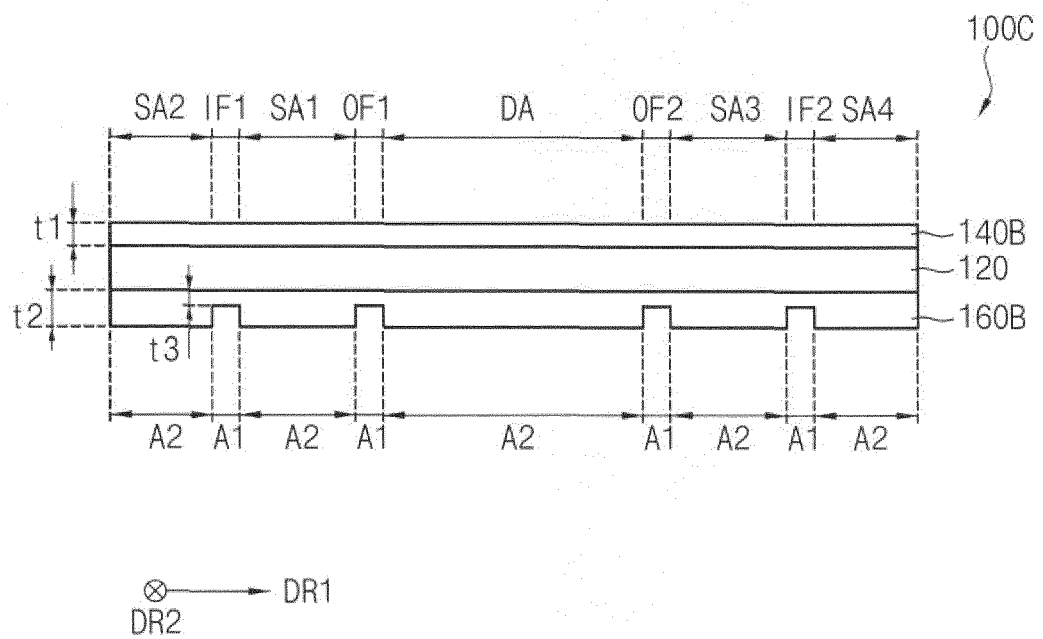 100C
SA2 IF1 SA1 OF1 DA OF2 SA3 IF2 SA4
t1
140B
120
t2
160B
t3
A2 A1 A2 A1 A2 A1 A2 A1 A2
DR1
DR2